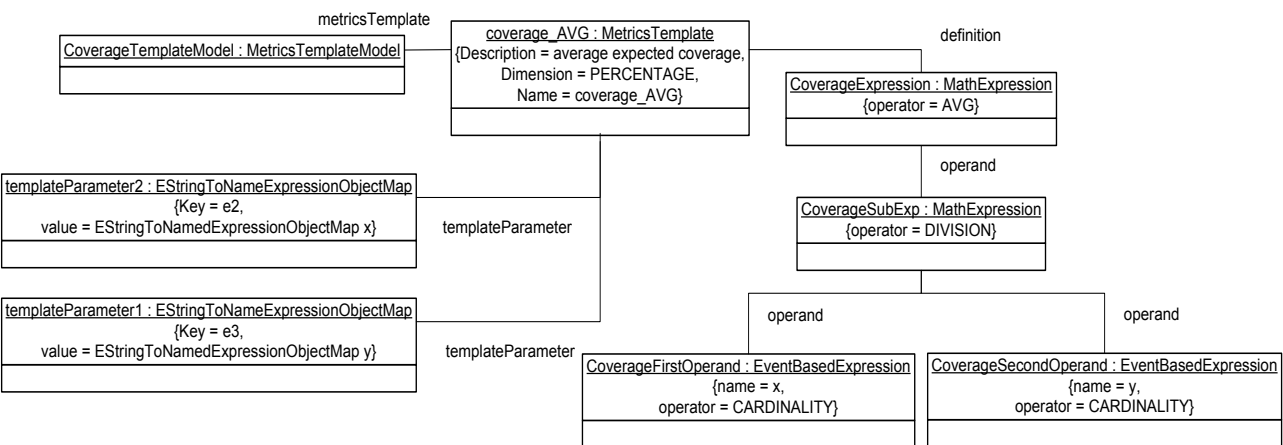 metricsTemplate
CoverageTemplateModel : MetricsTemplateModel
coverage_AVG : MetricsTemplate
{Description = average expected coverage,
Dimension = PERCENTAGE,
Name = coverage_AVG}
definition
CoverageExpression : MathExpression
{operator = AVG}
operand
templateParameter2 : EStringToNameExpressionObjectMap
{Key = e2,
value = EStringToNamedExpressionObjectMap x}
templateParameter
CoverageSubExp : MathExpression
{operator = DIVISION}
templateParameter1 : EStringToNameExpressionObjectMap
{Key = e3,
value = EStringToNamedExpressionObjectMap y}
templateParameter
operand
operand
CoverageFirstOperand : EventBasedExpression
{name = x,
operator = CARDINALITY}
CoverageSecondOperand : EventBasedExpression
{name = y,
operator = CARDINALITY}